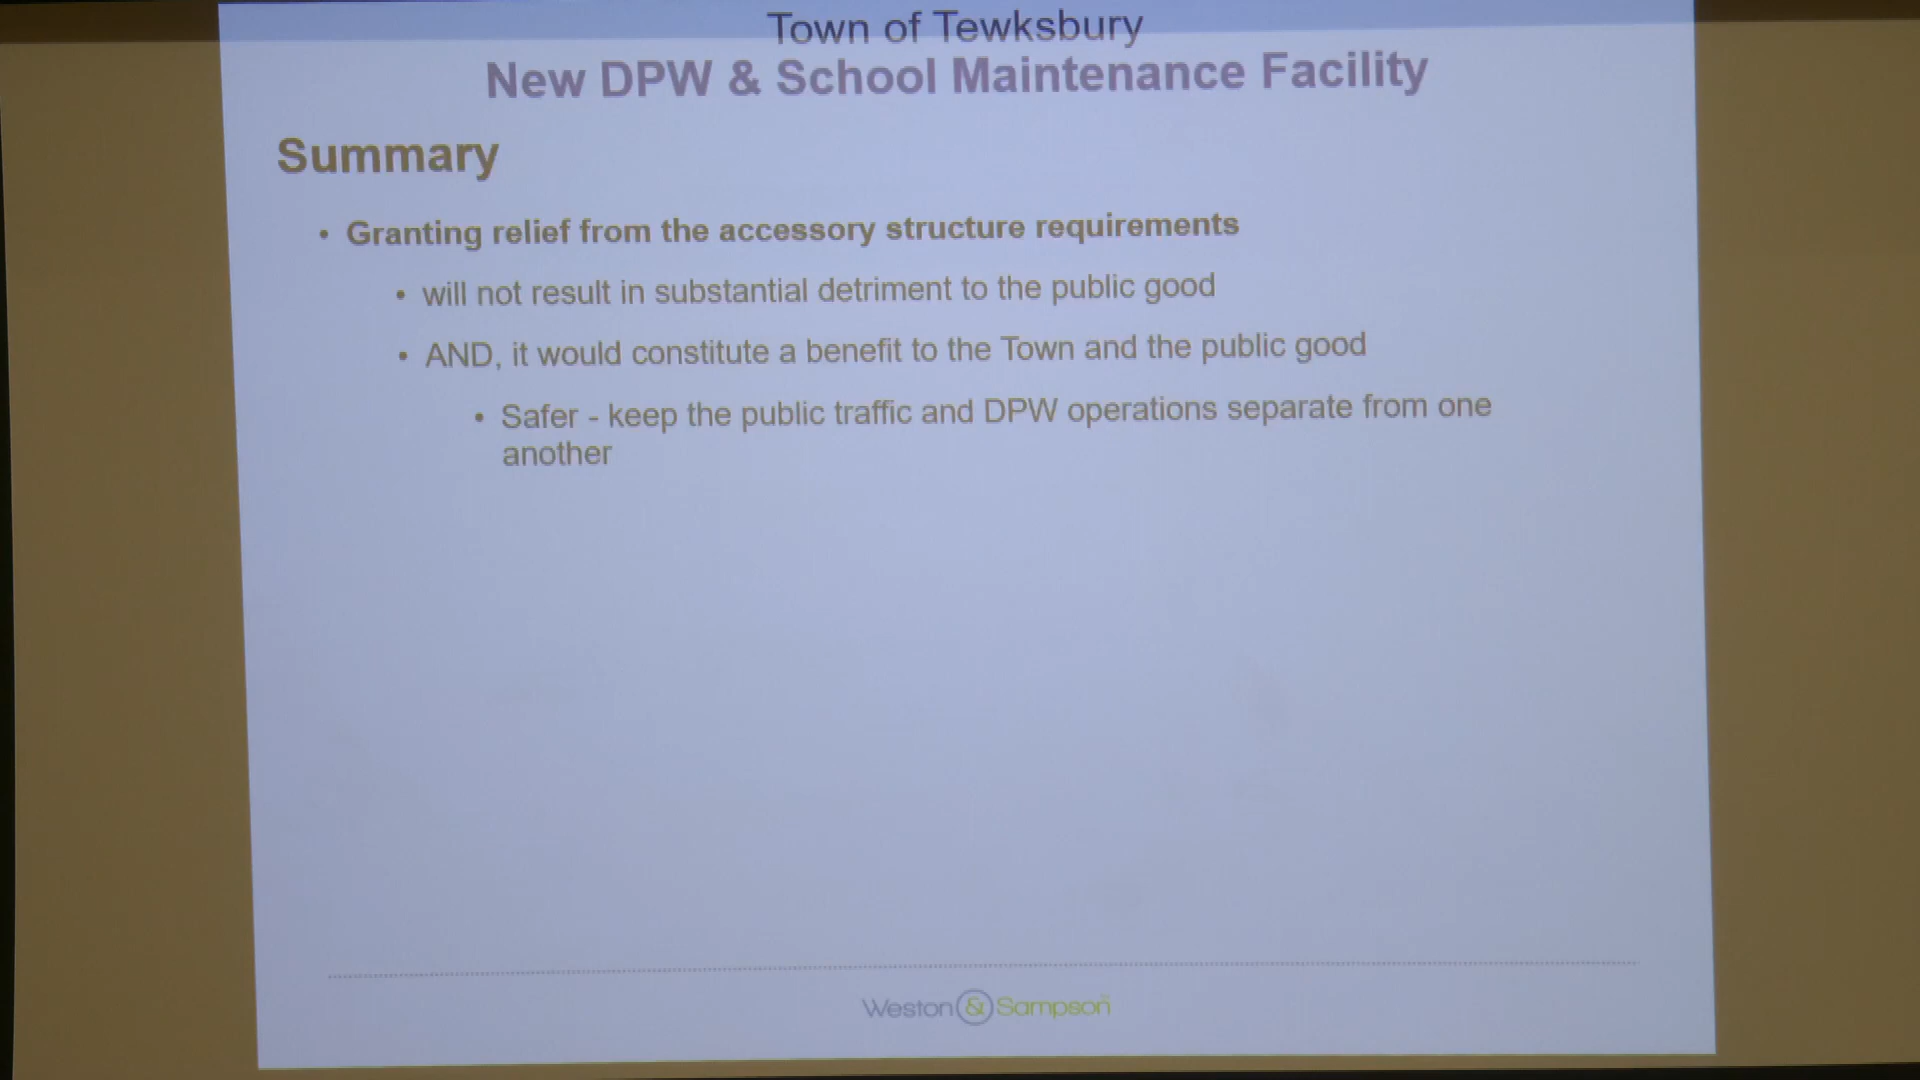 Town of Tewksbury
New DPW & School Maintenance Facility
Summary
• Granting relief from the accessory structure requirements
• will not result in substantial detriment to the public good
• AND, it would constitute a benefit to the Town and the public good
• Safer - keep the public traffic and DPW operations separate from one
another
Weston & Sampson